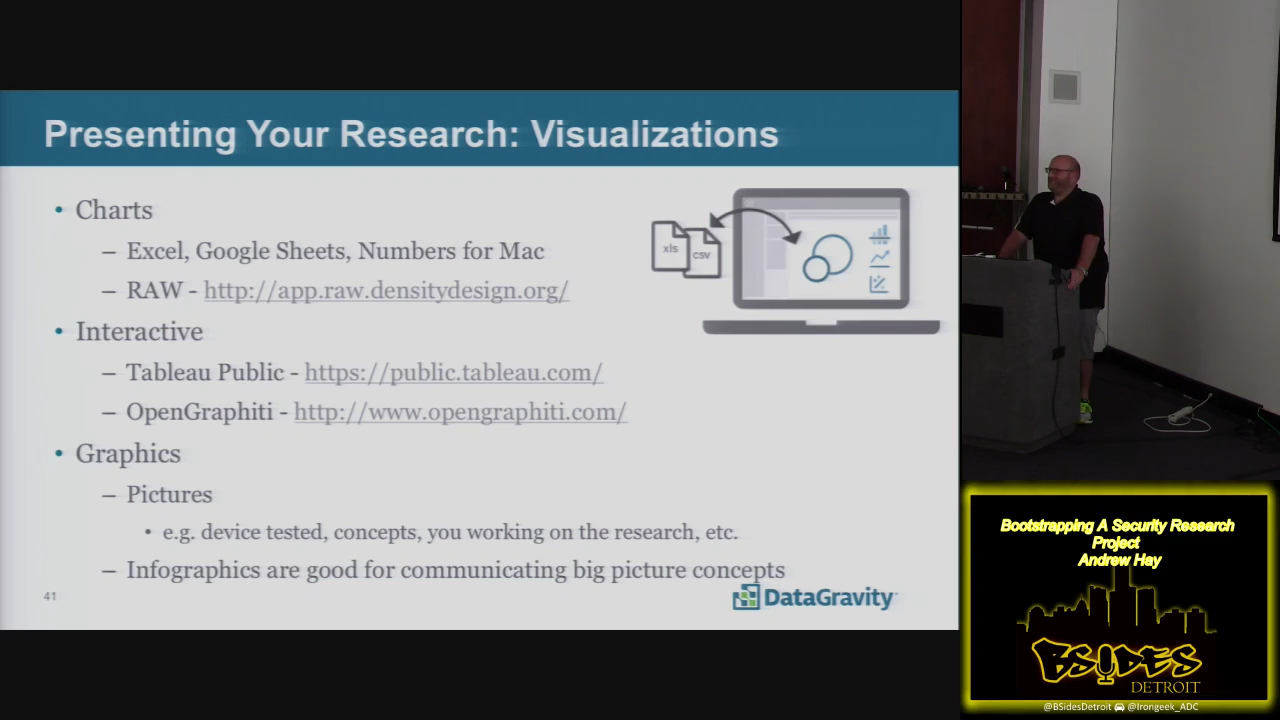 Presenting Your Research: Visualizations
• Charts
– Excel, Google Sheets, Numbers for Mac
– RAW - http://app.raw.densitydesign.org/
• Interactive
– Tableau Public - https://public.tableau.com/
– OpenGraphiti - http://www.opengraphiti.com/
• Graphics
– Pictures
• e.g. device tested, concepts, you working on the research, etc.
– Infographics are good for communicating big picture concepts
xls
csv
41
DataGravity
Bootstrapping A Security Research
Project
Andrew Hay
BSIDES
DETROIT
@BSidesDetroit @Irongeek_ADC